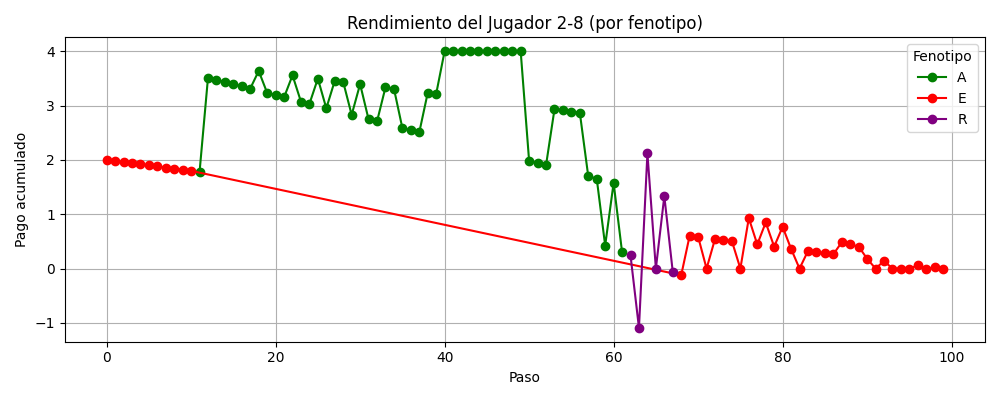 Rendimiento del Jugador 2-8 (por fenotipo)
Pago acumulado
4
3
2
1
0
−1
Fenotipo
A
E
R
0 20 40 60 80 100
Paso